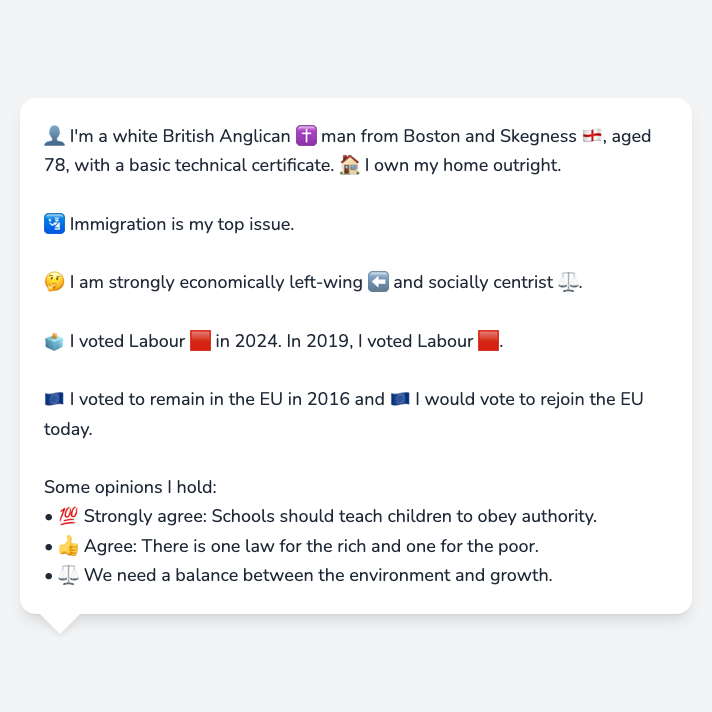 👤 I'm a white British Anglican ✝️ man from Boston and Skegness 🏴󠁧󠁢󠁥󠁮󠁧󠁿, aged
78, with a basic technical certificate. 🏠 I own my home outright.
🛂 Immigration is my top issue.
🤔 I am strongly economically left-wing ⬅️ and socially centrist ⚖️.
🗳️ I voted Labour 🟥 in 2024. In 2019, I voted Labour 🟥.
🇪🇺 I voted to remain in the EU in 2016 and 🇪🇺 I would vote to rejoin the EU
today.
Some opinions I hold:
• 💯 Strongly agree: Schools should teach children to obey authority.
• 👍 Agree: There is one law for the rich and one for the poor.
• ⚖️ We need a balance between the environment and growth.